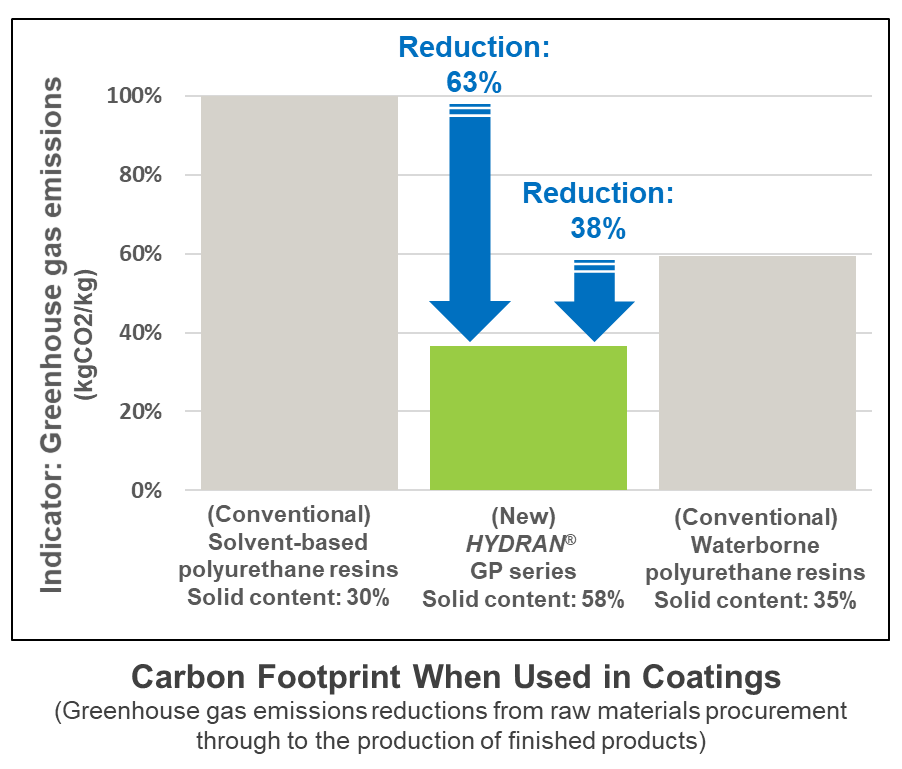 Reduction:
63%
Reduction:
38%
Indicator: Greenhouse gas emissions
(kgCO2/kg)
100%
80%
60%
40%
20%
0%
(Conventional)
Solvent-based
polyurethane resins
Solid content: 30%
(New)
HYDRAN®
GP series
Solid content: 58%
(Conventional)
Waterborne
polyurethane resins
Solid content: 35%
Carbon Footprint When Used in Coatings
(Greenhouse gas emissions reductions from raw materials procurement
through to the production of finished products)